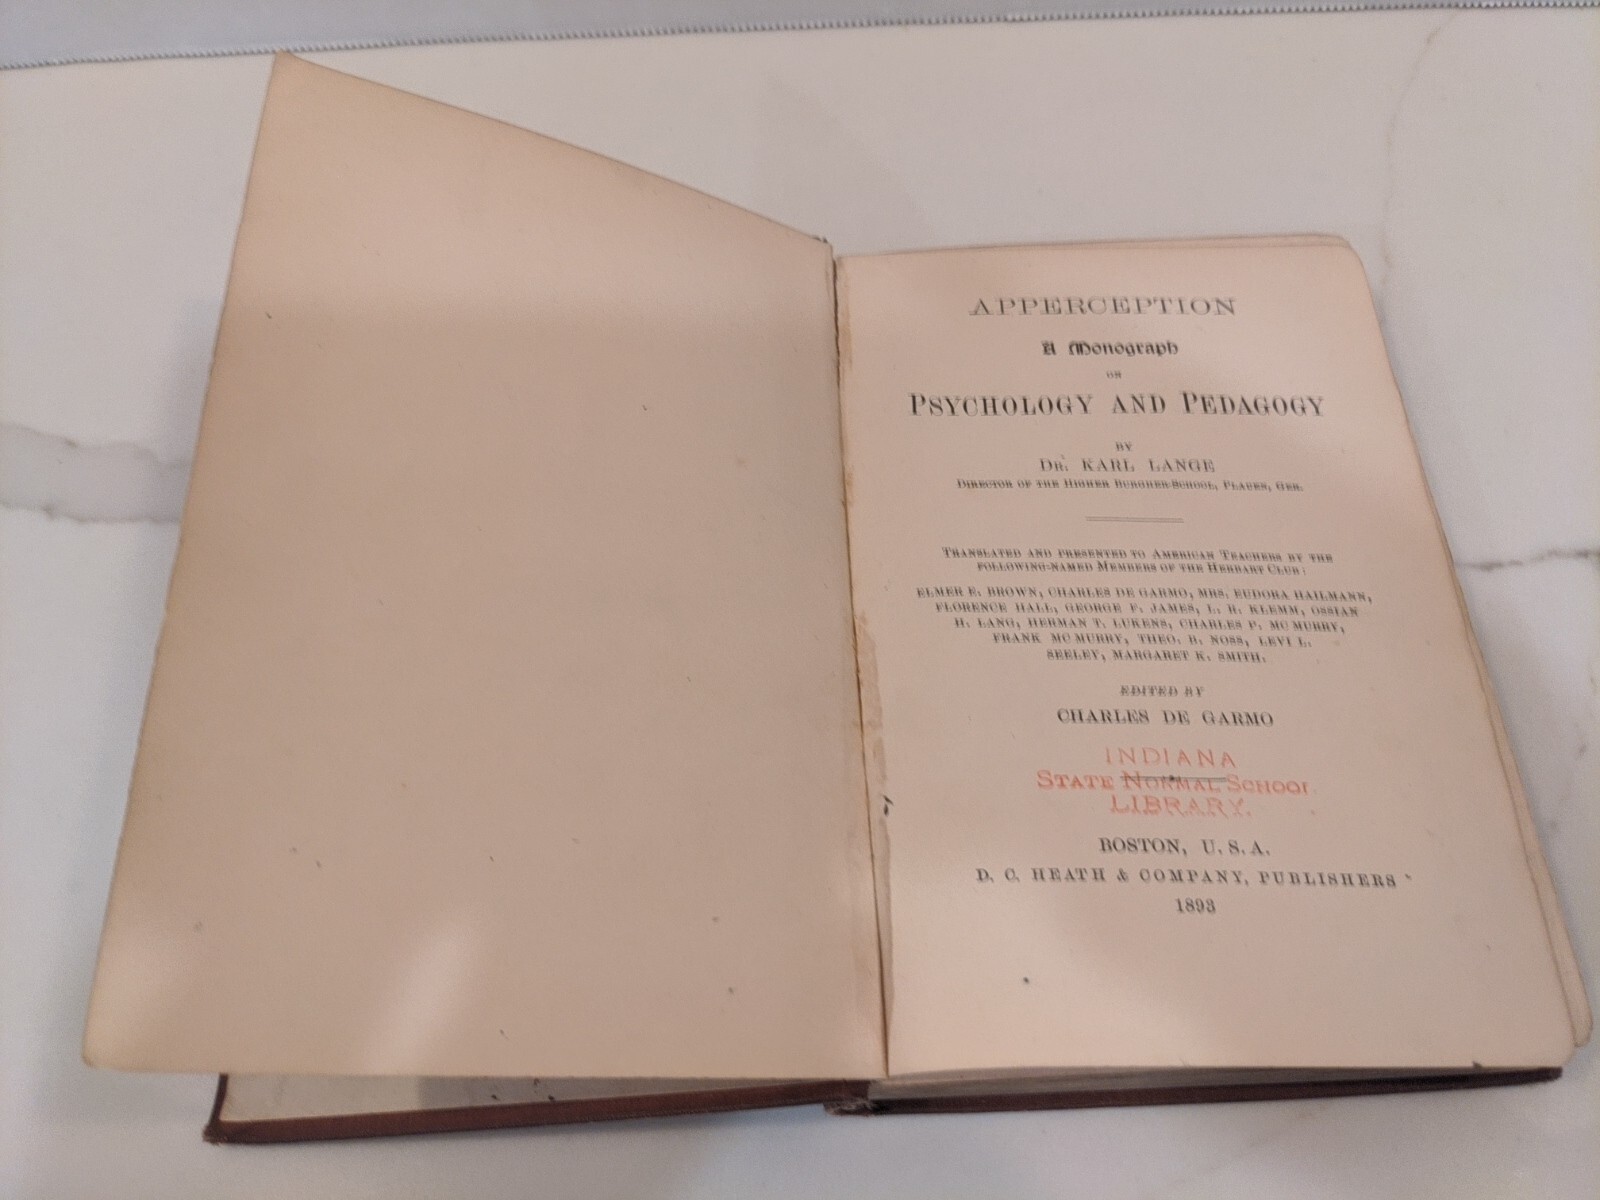 APPERCEPTION
A Monograph
ON
PSYCHOLOGY AND PEDAGOGY
BY
DR. KARL LANGE
DIRECTOR OF THE HIGHER BURGHER-SCHOOL, PLAUEN, GER.
TRANSLATED AND PRESENTED TO AMERICAN TEACHERS BY THE
FOLLOWING-NAMED MEMBERS OF THE HERBART CLUB:
ELMER E. BROWN, CHARLES DE GARMO, MRS. EUDORA HAILMANN,
FLORENCE HALL, GEORGE F. JAMES, L. R. KLEMM, OSSIAN
H. LANG, HERMAN T. LUKENS, CHARLES P. MC MURRY,
FRANK MC MURRY, THEO. B. NOSS, LEVI L.
SEELEY, MARGARET K. SMITH.
EDITED BY
CHARLES DE GARMO
INDIANA
STATE NORMAL SCHOOL
LIBRARY.
BOSTON, U.S.A.
D. C. HEATH & COMPANY, PUBLISHERS
1893